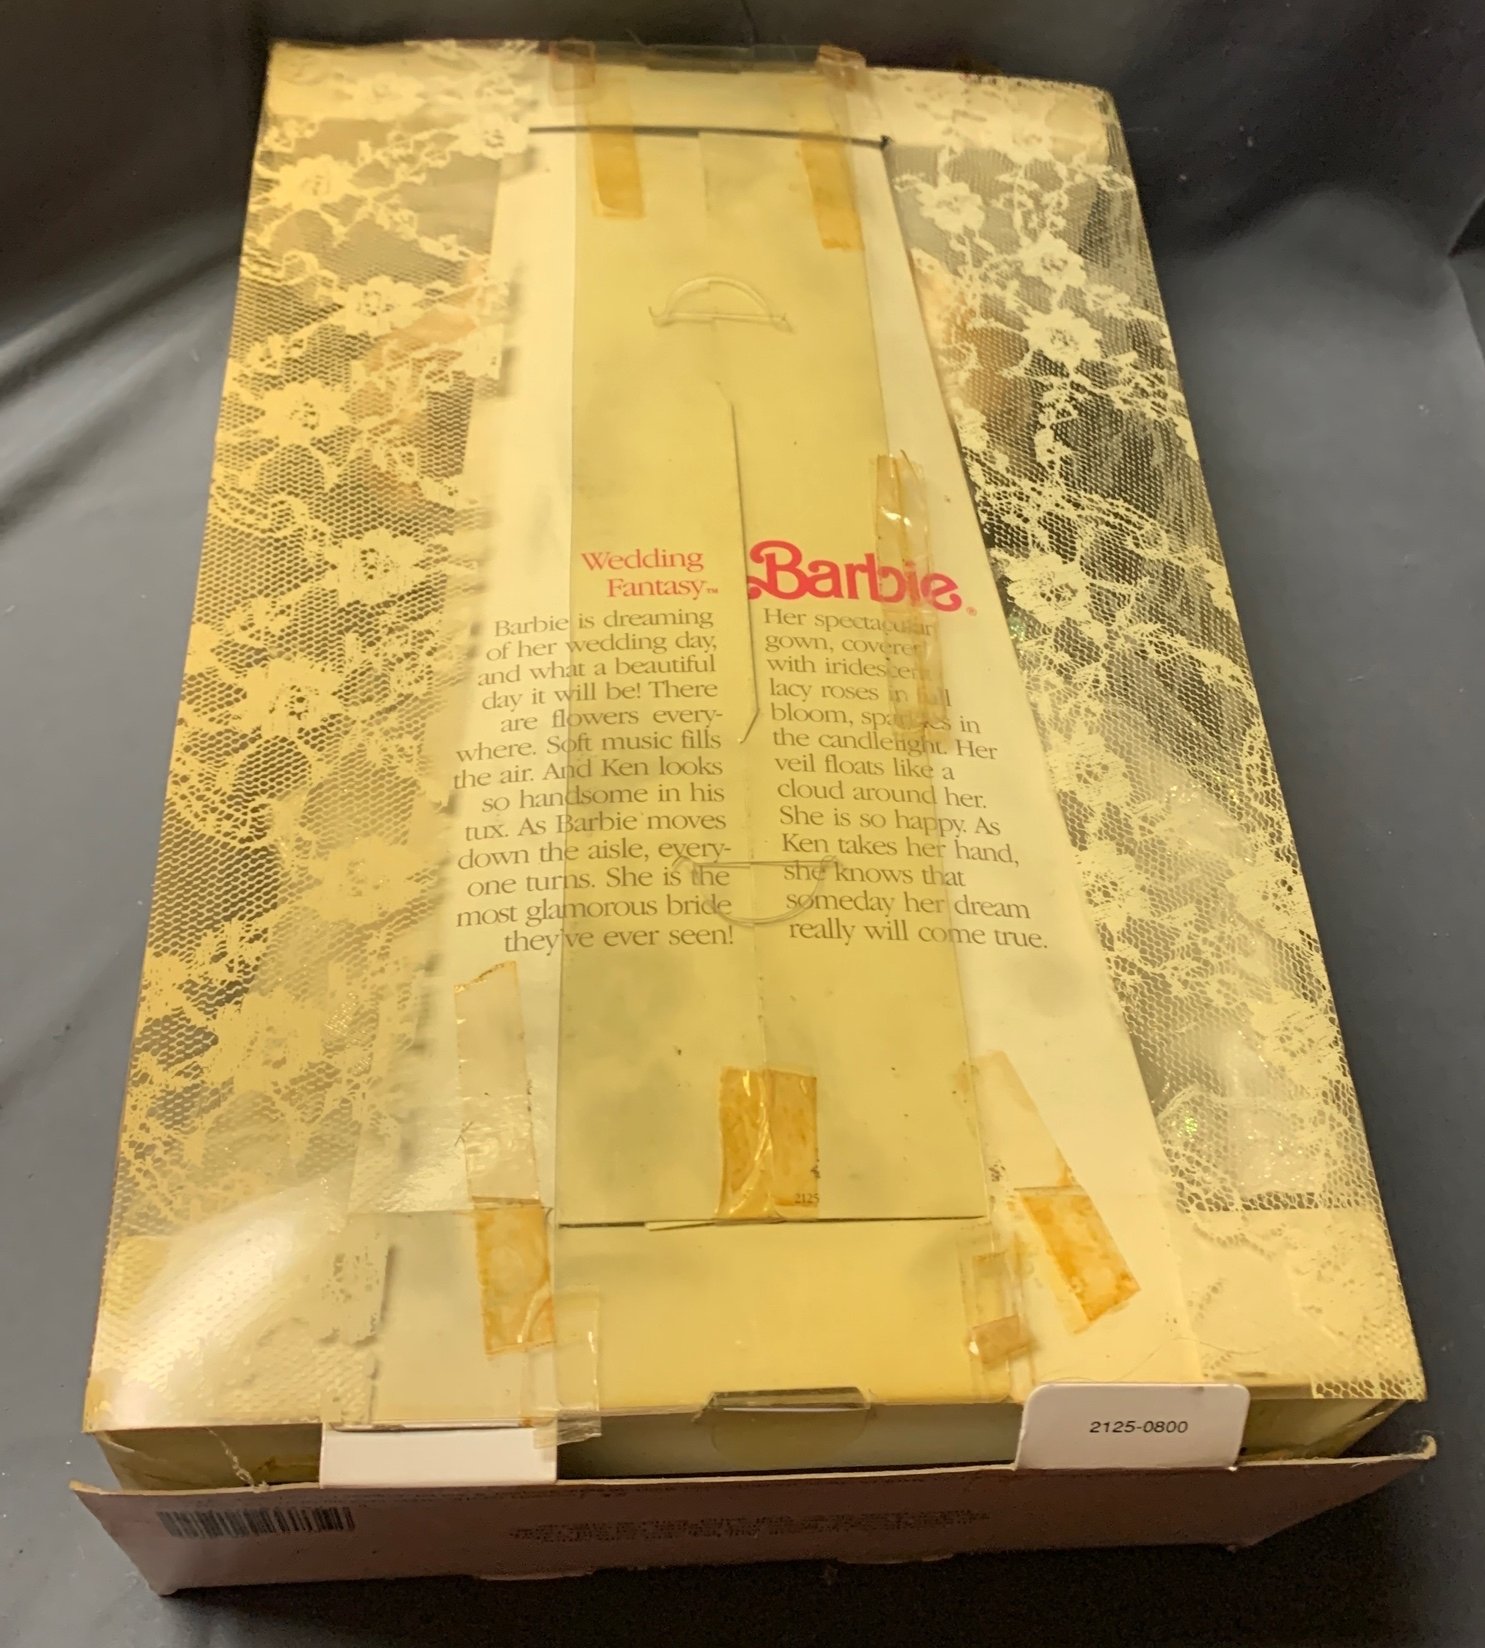 Wedding
Fantasy™
Barbie®
Barbie is dreaming
of her wedding day,
and what a beautiful
day it will be! There
are flowers every-
where. Soft music fills
the air. And Ken looks
so handsome in his
tux. As Barbie moves
down the aisle, every-
one turns. She is the
most glamorous bride
they've ever seen!
Her spectacular
gown, covered
with iridescent
lacy roses in full
bloom, sparkles in
the candlelight. Her
veil floats like a
cloud around her.
She is so happy. As
Ken takes her hand,
she knows that
someday her dream
really will come true.
2125
2125-0800